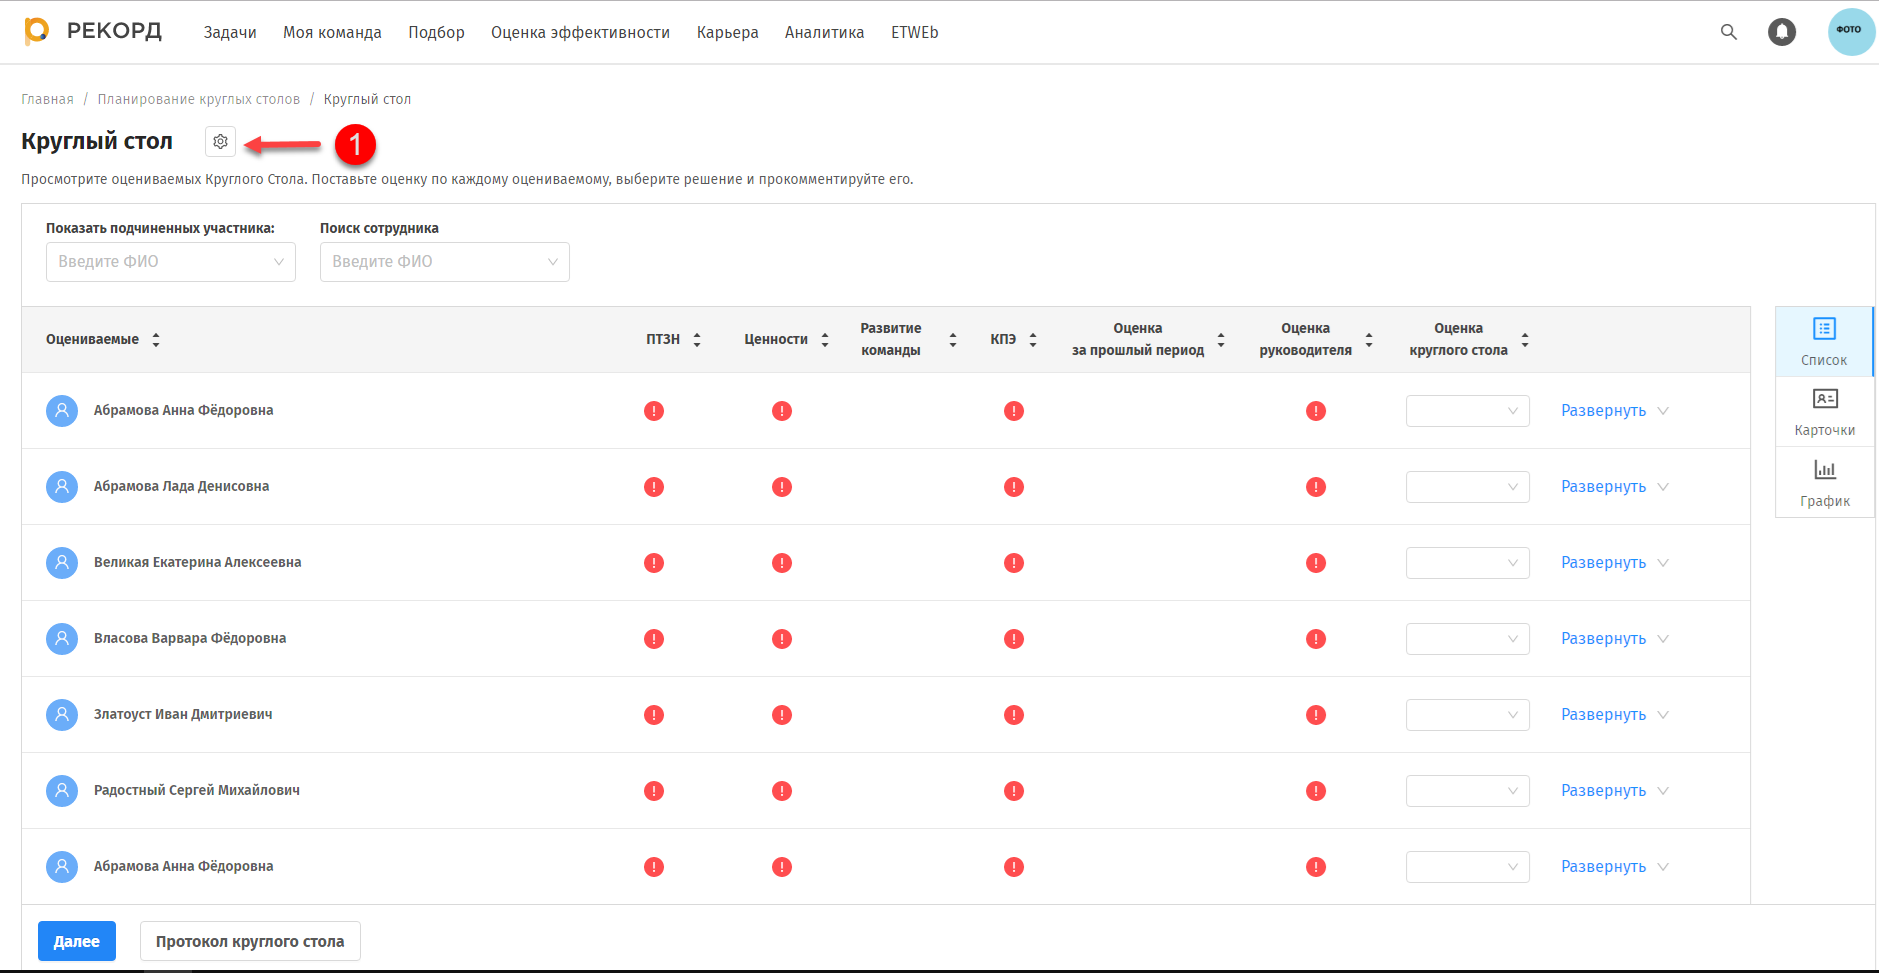 РЕКОРД Задачи Моя команда Подбор Оценка эффективности Карьера Аналитика ETWEb ФОТО
Главная / Планирование круглых столов / Круглый стол
Круглый стол 1
Просмотрите оцениваемых Круглого Стола. Поставьте оценку по каждому оцениваемому, выберите решение и прокомментируйте его.
Показать подчиненных участника: Поиск сотрудника
Введите ФИО Введите ФИО
Оцениваемые ПТЗН Ценности Развитие команды КПЭ Оценка за прошлый период Оценка руководителя Оценка круглого стола
Абрамова Анна Фёдоровна ! ! ! ! Развернуть
Абрамова Лада Денисовна ! ! ! ! Развернуть
Великая Екатерина Алексеевна ! ! ! ! Развернуть
Власова Варвара Фёдоровна ! ! ! ! Развернуть
Златоуст Иван Дмитриевич ! ! ! ! Развернуть
Радостный Сергей Михайлович ! ! ! ! Развернуть
Абрамова Анна Фёдоровна ! ! ! ! Развернуть
Список
Карточки
График
Далее Протокол круглого стола